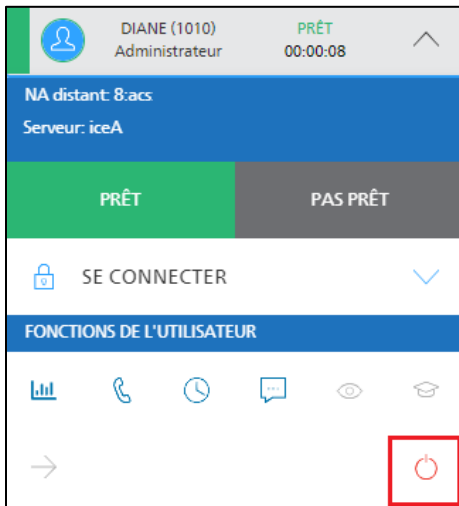 DIANE (1010)
Administrateur
PRÊT
00:00:08
NA distant: 8:acs
Serveur: iceA
PRÊT
PAS PRÊT
SE CONNECTER
FONCTIONS DE L'UTILISATEUR